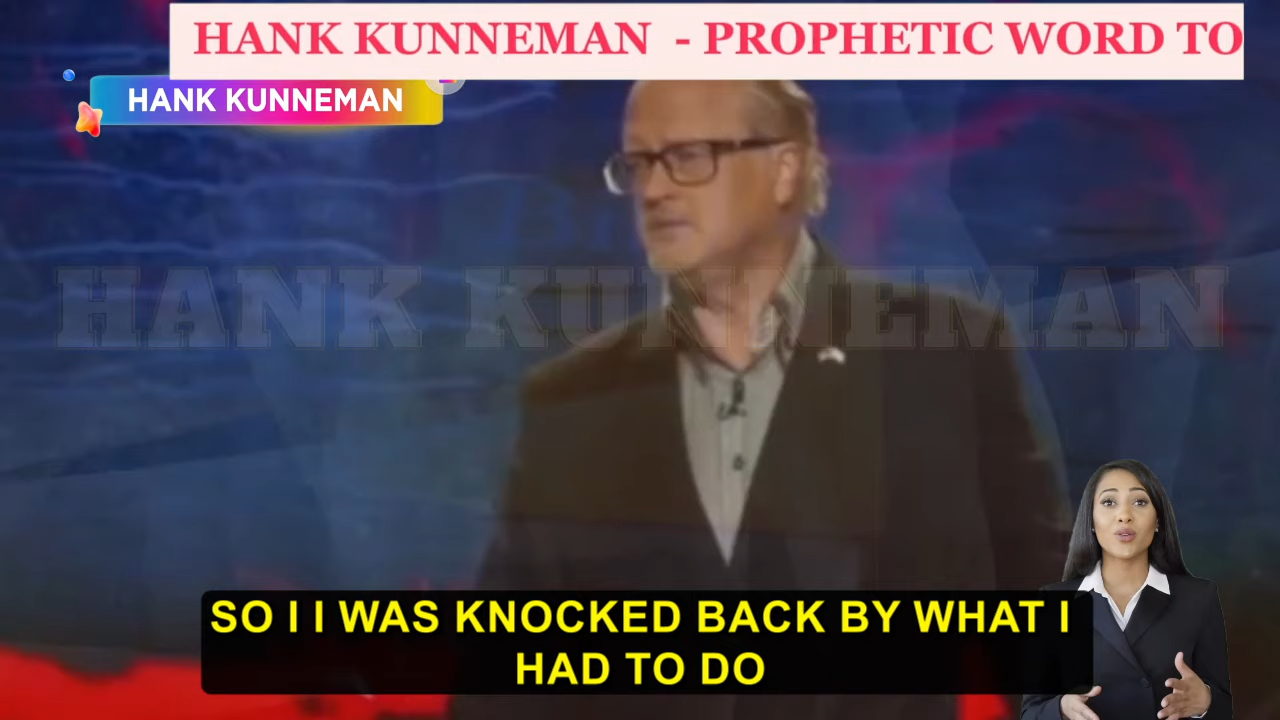 HANK KUNNEMAN - PROPHETIC WORD TO
HANK KUNNEMAN
HANK KUNNEMAN
SO I I WAS KNOCKED BACK BY WHAT I
HAD TO DO